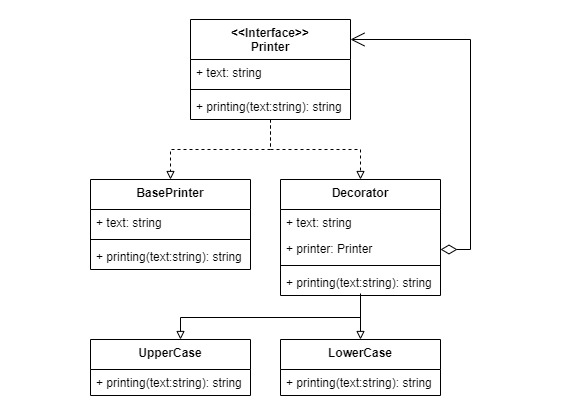 <<Interface>>
Printer
+ text: string
+ printing(text:string): string
BasePrinter
+ text: string
+ printing(text:string): string
Decorator
+ text: string
+ printer: Printer
+ printing(text:string): string
UpperCase
+ printing(text:string): string
LowerCase
+ printing(text:string): string